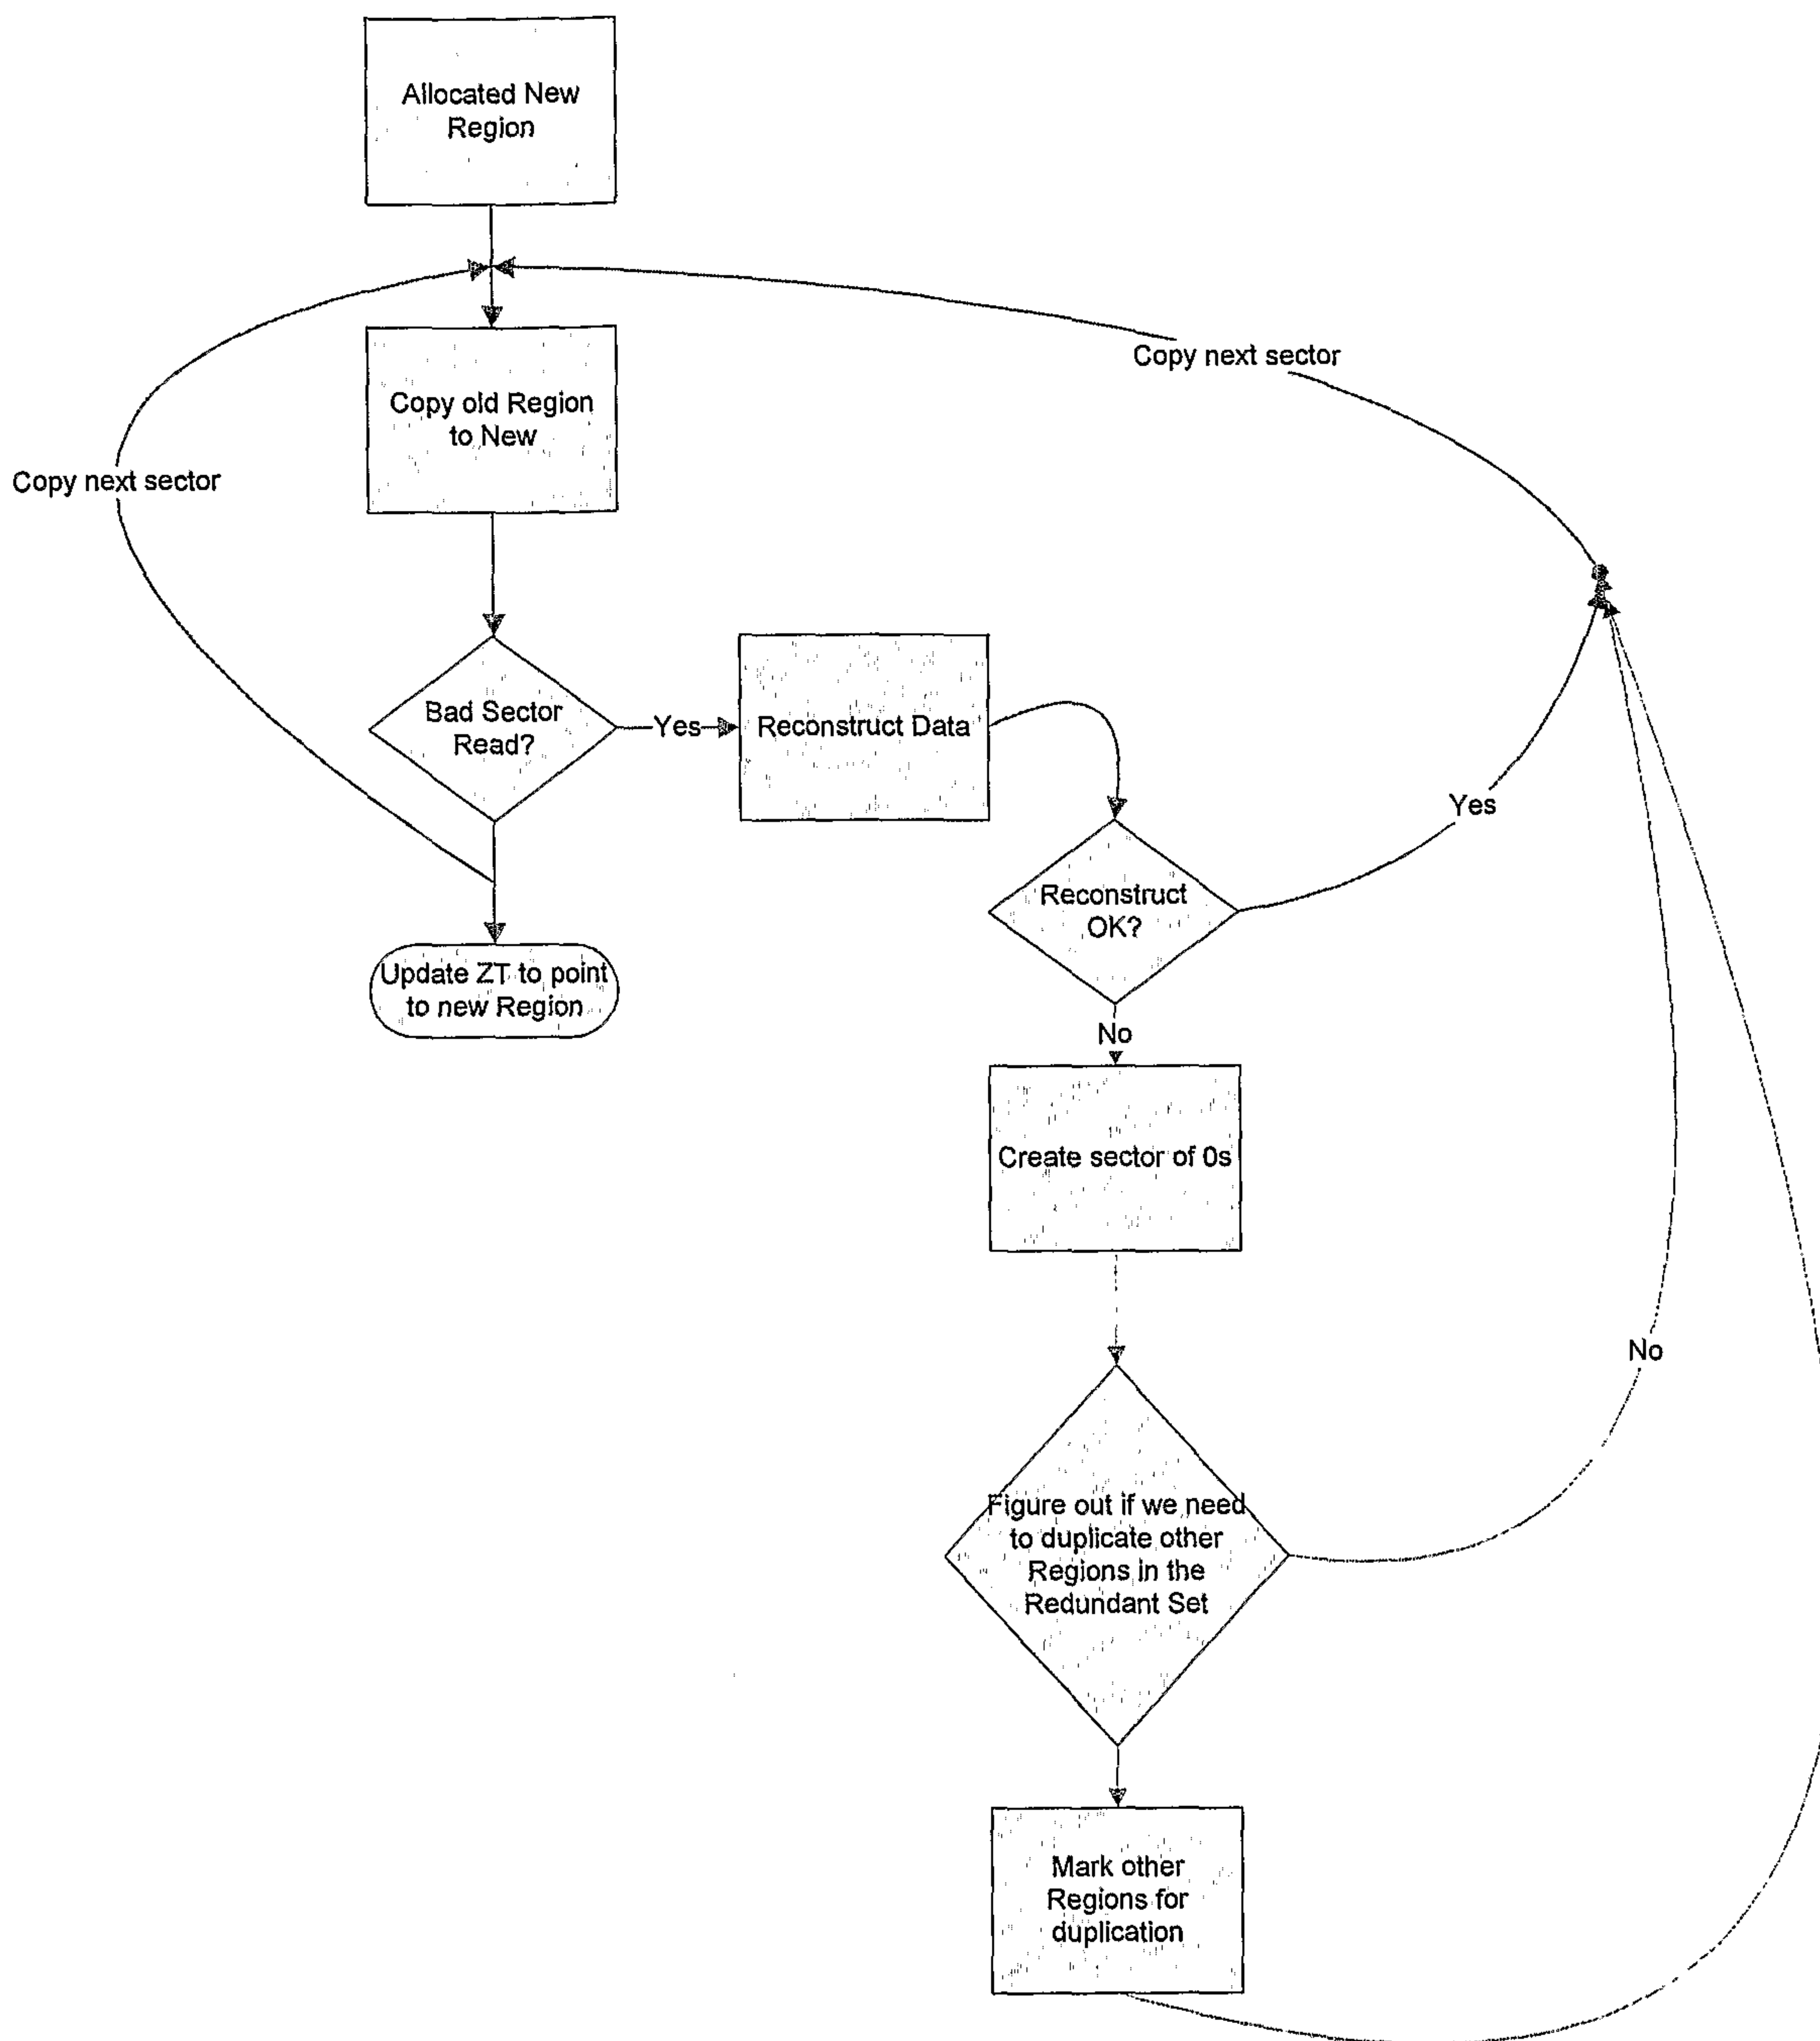 Allocated New
Region
Copy next sector
Copy old Region
to New
Copy next sector
Bad Sector
Read?
Yes
Reconstruct Data
Yes
Reconstruct
OK?
Update ZT to point
to new Region
No
Create sector of 0s
No
Figure out if we need
to duplicate other
Regions in the
Redundant Set
Mark other
Regions for
duplication